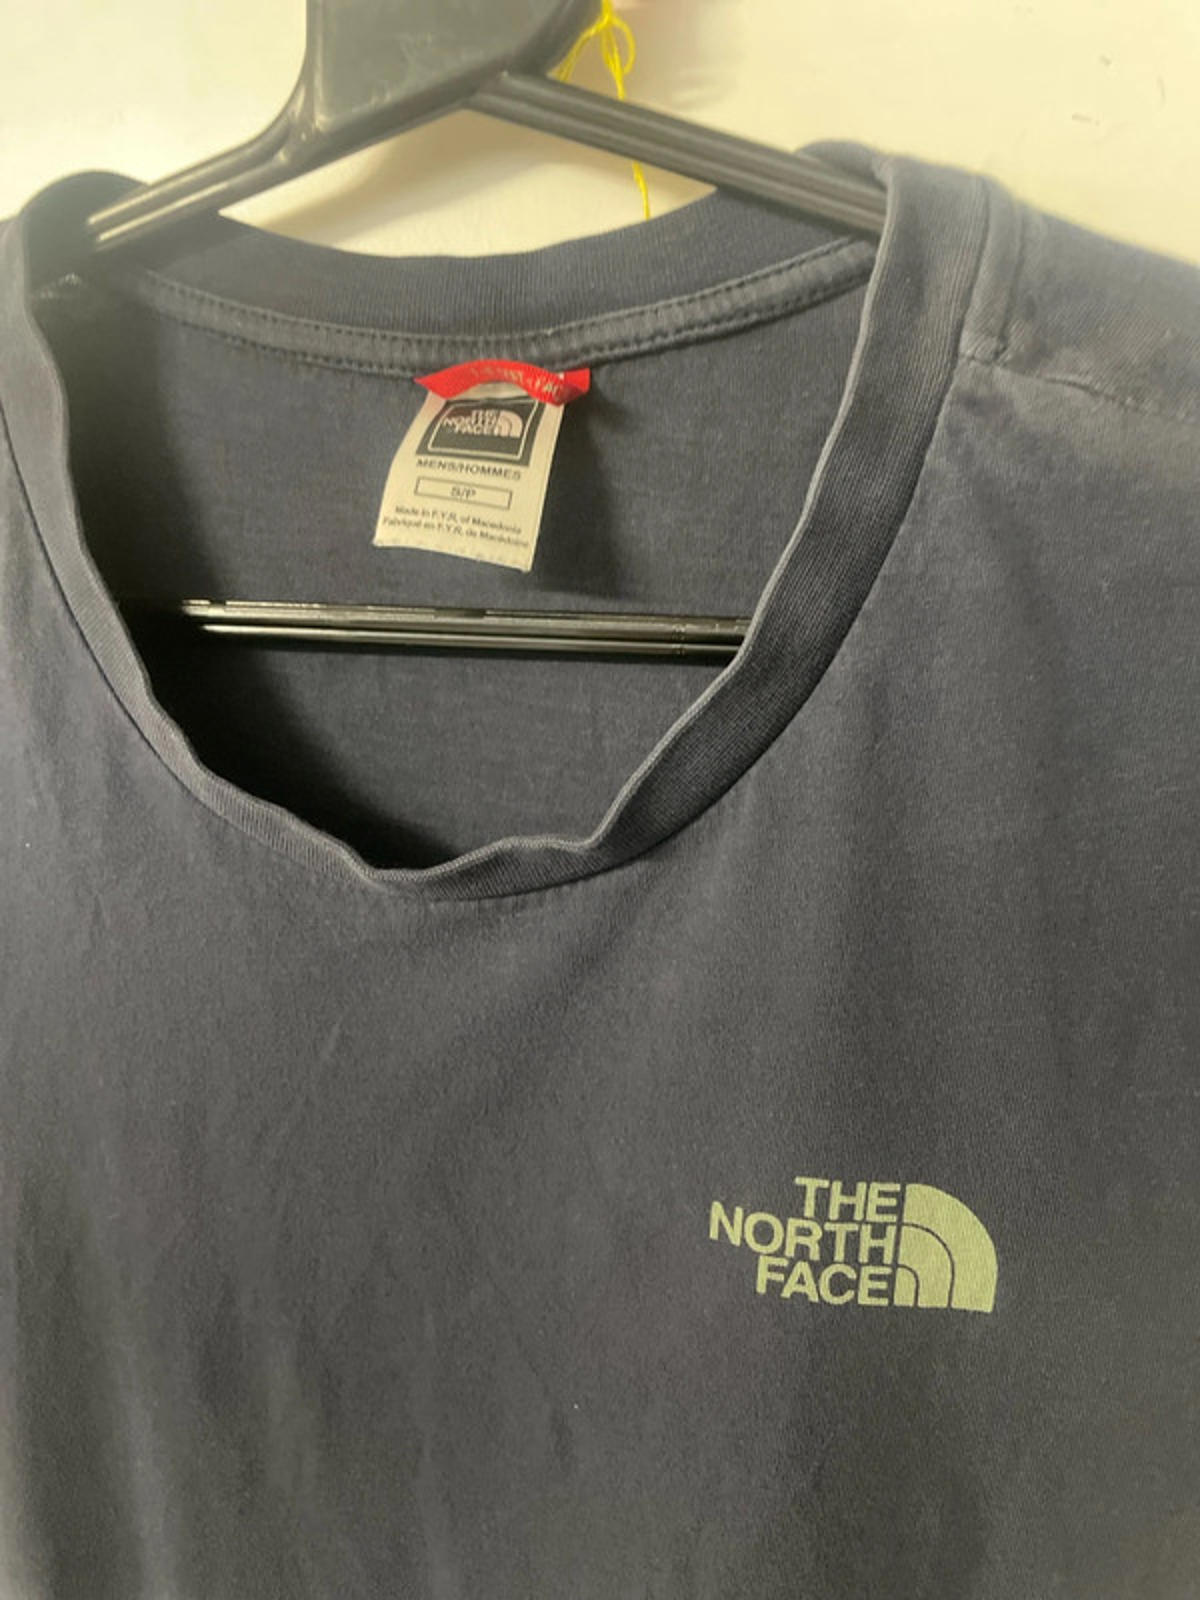 THE
NORTH
FACE
MENS/HOMMES
S/P
Made in F.Y.R. of Macedonia
Fabriqué en F.Y.R. de Macédoine
THE
NORTH
FACE